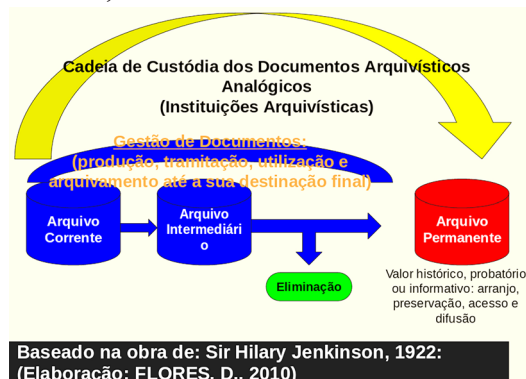 Cadeia de Custódia dos Documentos Arquivísticos
Analógicos
(Instituições Arquivísticas)
Gestão de Documentos:
(produção, tramitação, utilização e
arquivamento até a sua destinação final)
Arquivo
Corrente
Arquivo
Intermediári
o
Arquivo
Permanente
Eliminação
Valor histórico, probatório
ou informativo: arranjo,
preservação, acesso e
difusão
Baseado na obra de: Sir Hilary Jenkinson, 1922:
(Elaboração: FLORES, D., 2010)